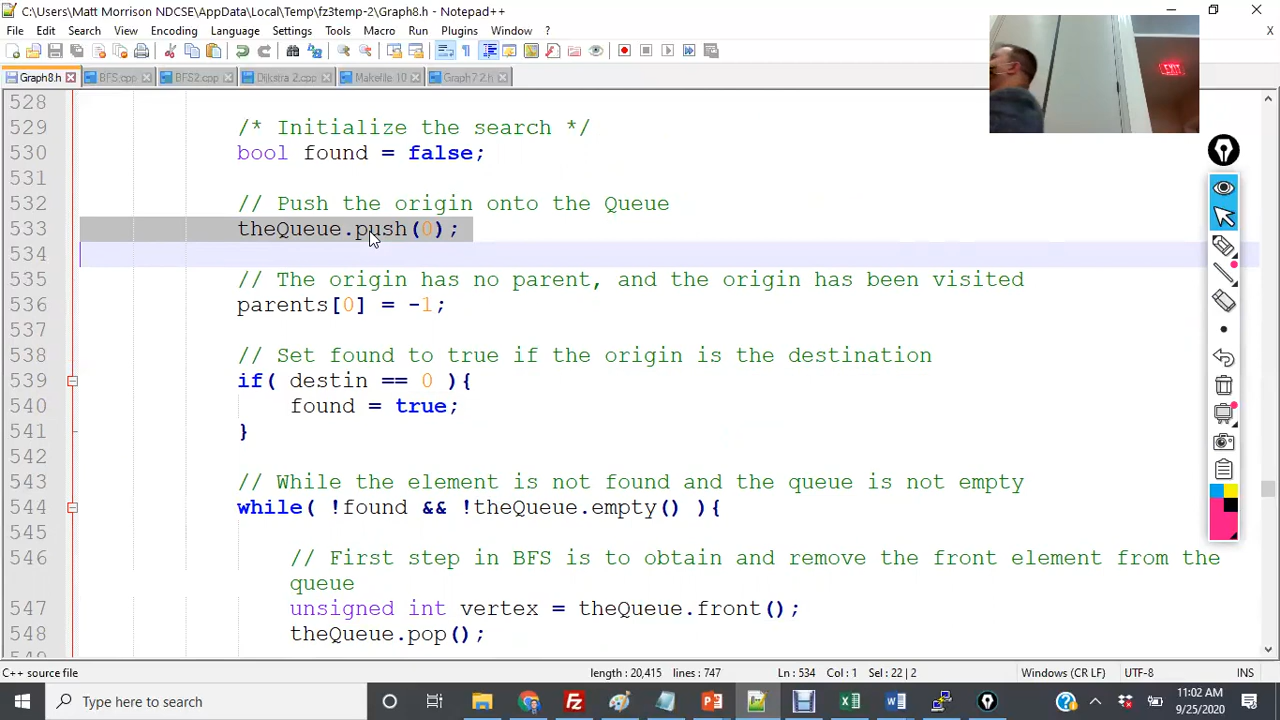 C:\Users\Matt Morrison NDCSE\AppData\Local\Temp\fz3temp-2\Graph8.h - Notepad++
File Edit Search View Encoding Language Settings Tools Macro Run Plugins Window ? X
Graph8.h BFS.cpp BFS2.cpp Dijkstra 2.cpp Makefile.10 Graph12.h
EXIT
528
529 /* Initialize the search */
530 bool found = false;
531
532 // Push the origin onto the Queue
533 theQueue.push(0);
534
535 // The origin has no parent, and the origin has been visited
536 parents[0] = -1;
537
538 // Set found to true if the origin is the destination
539 if( destin == 0 ){
540 found = true;
541 }
542
543 // While the element is not found and the queue is not empty
544 while( !found && !theQueue.empty() ){
545
546 // First step in BFS is to obtain and remove the front element from the
queue
547 unsigned int vertex = theQueue.front();
548 theQueue.pop();
C++ source file length : 20,415 lines : 747 Ln : 534 Col : 1 Sel : 22 | 2 Windows (CR LF) UTF-8 INS
Type here to search
11:02 AM
9/25/2020